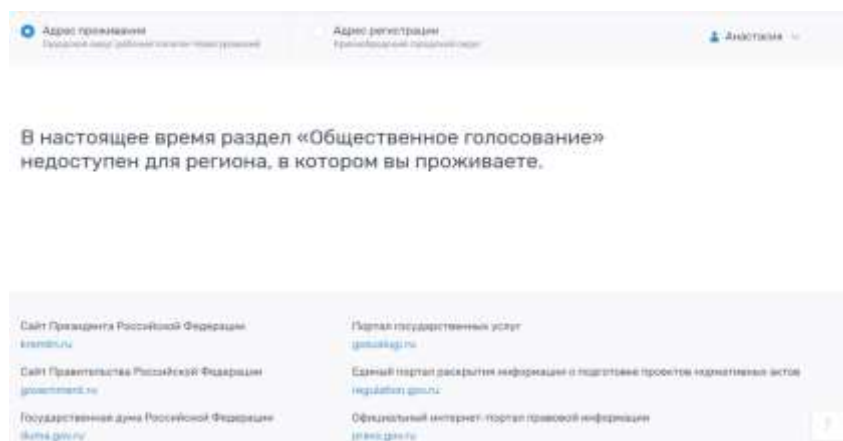 Адрес проживания
Адрес регистрации
Анастасия
В настоящее время раздел «Общественное голосование»
недоступен для региона, в котором вы проживаете.
Сайт Президента Российской Федерации
Портал государственных услуг
kremlin.ru
gosuslugi.ru
Сайт Правительства Российской Федерации
Единый портал раскрытия информации о подготовке проектов нормативных актов
government.ru
regulation.gov.ru
Государственная дума Российской Федерации
Официальный интернет-портал правовой информации
duma.gov.ru
pravo.gov.ru
?